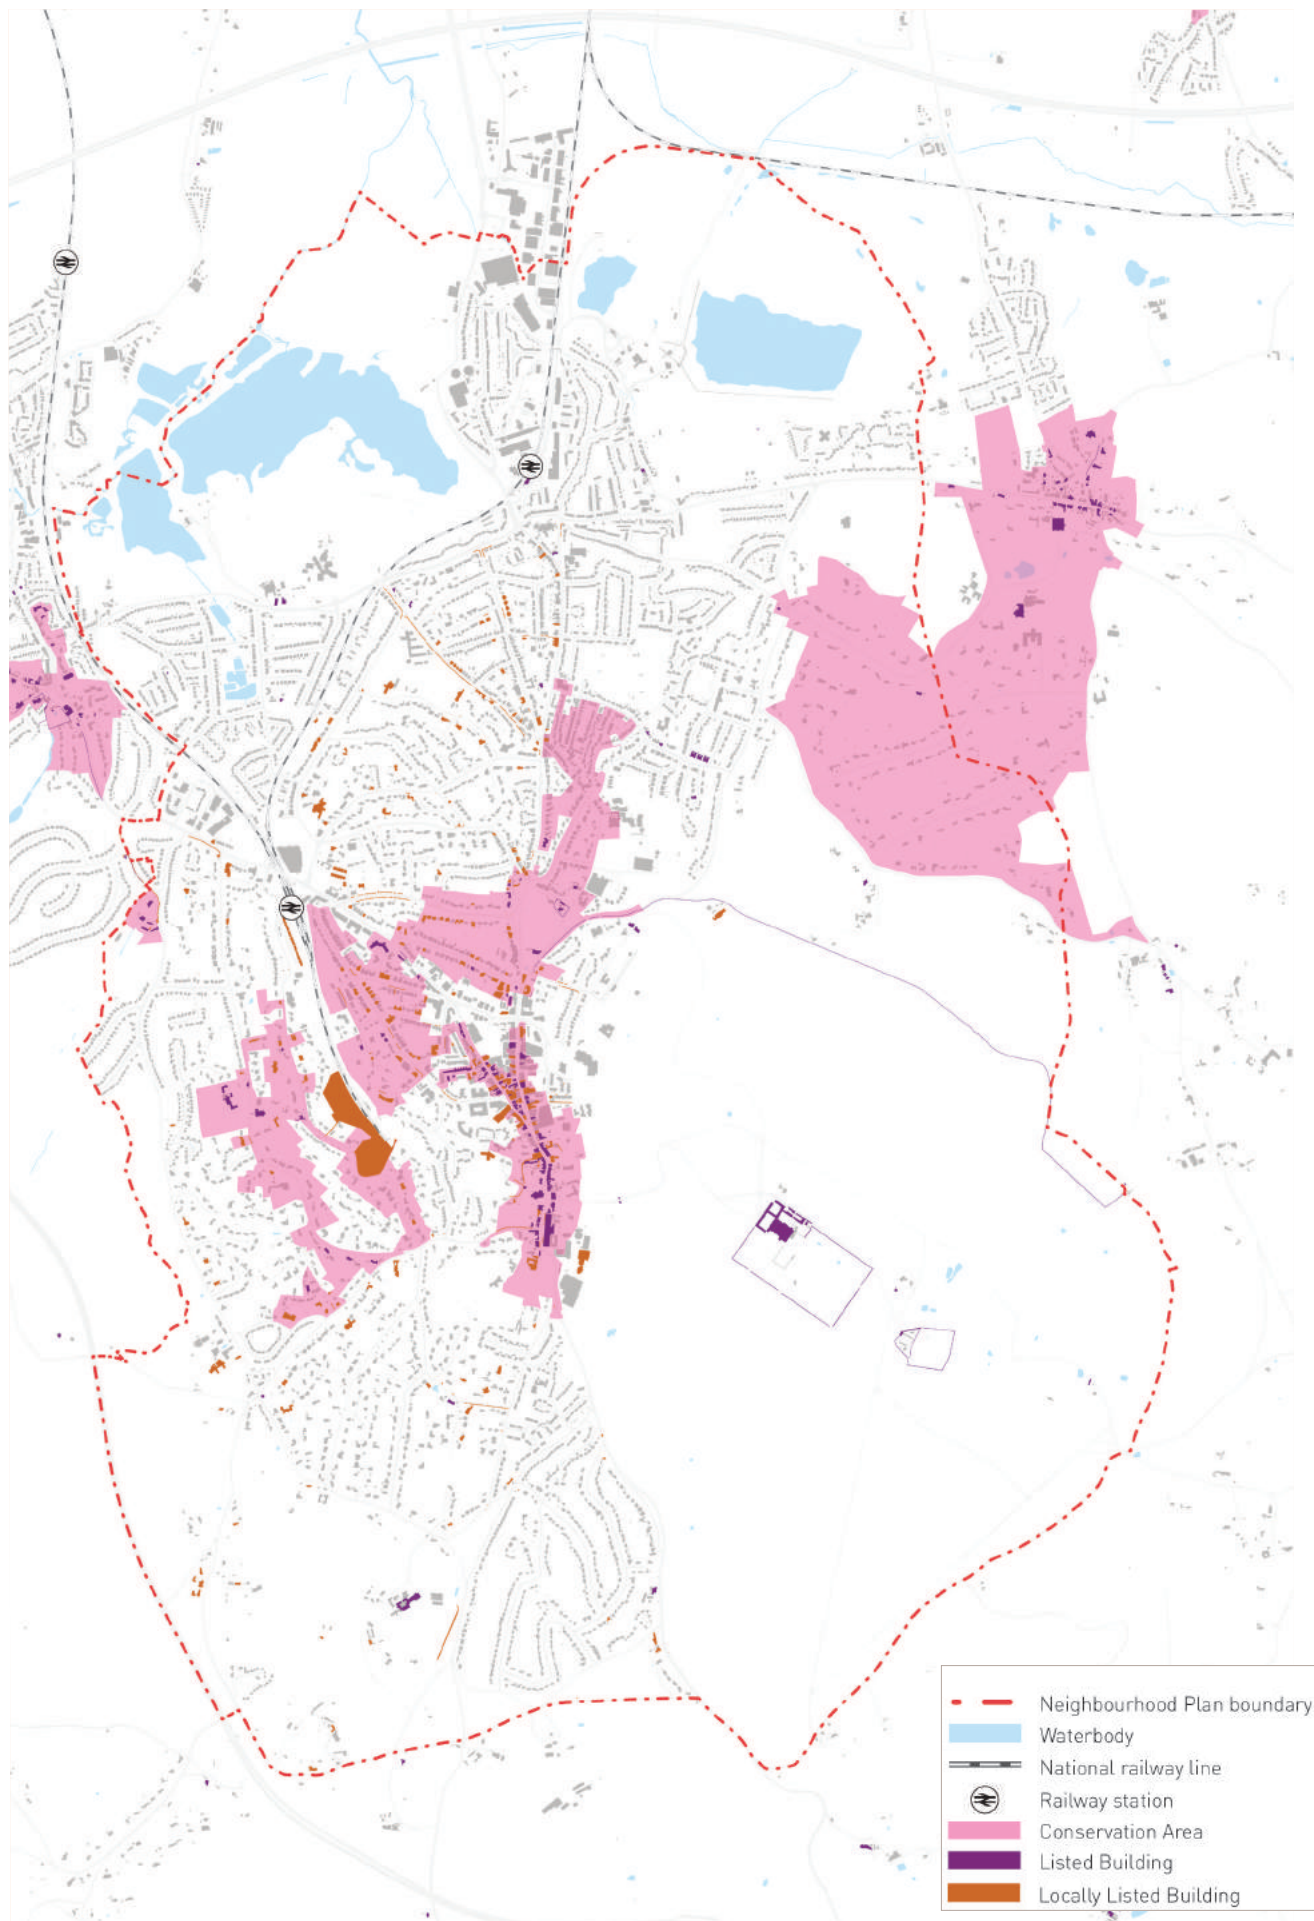 Neighbourhood Plan boundary
Waterbody
National railway line
Railway station
Conservation Area
Listed Building
Locally Listed Building